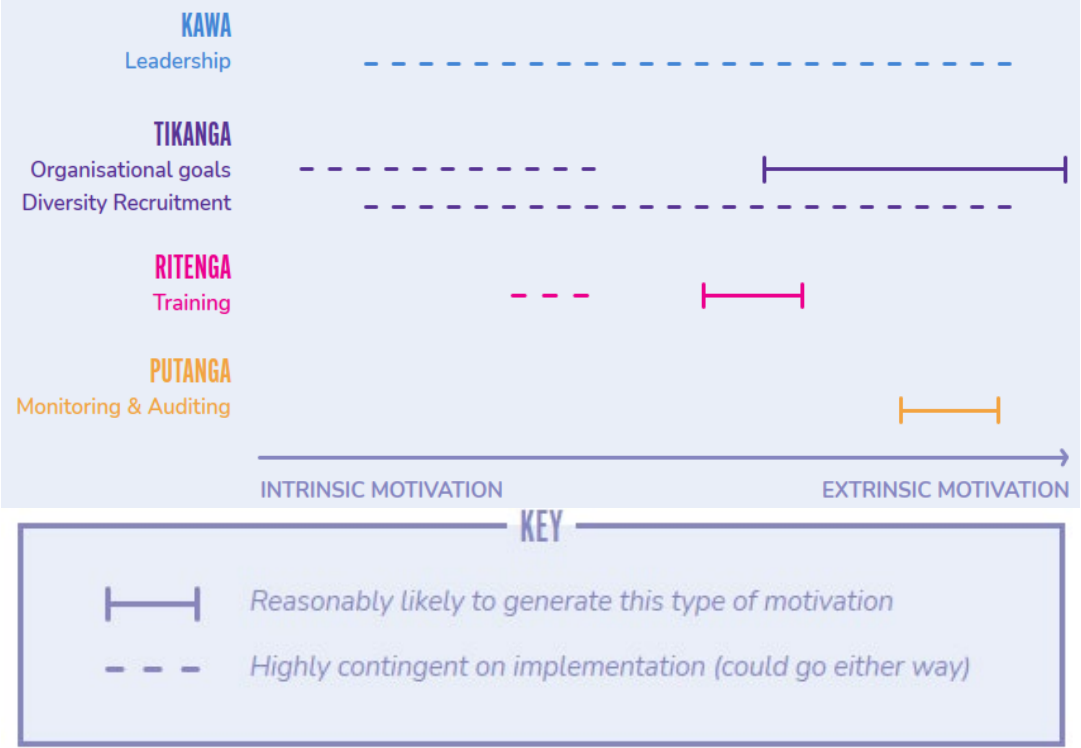 KAWA
Leadership
TIKANGA
Organisational goals
Diversity Recruitment
RITENGA
Training
PUTANGA
Monitoring & Auditing
INTRINSIC MOTIVATION
EXTRINSIC MOTIVATION
KEY
Reasonably likely to generate this type of motivation
Highly contingent on implementation (could go either way)